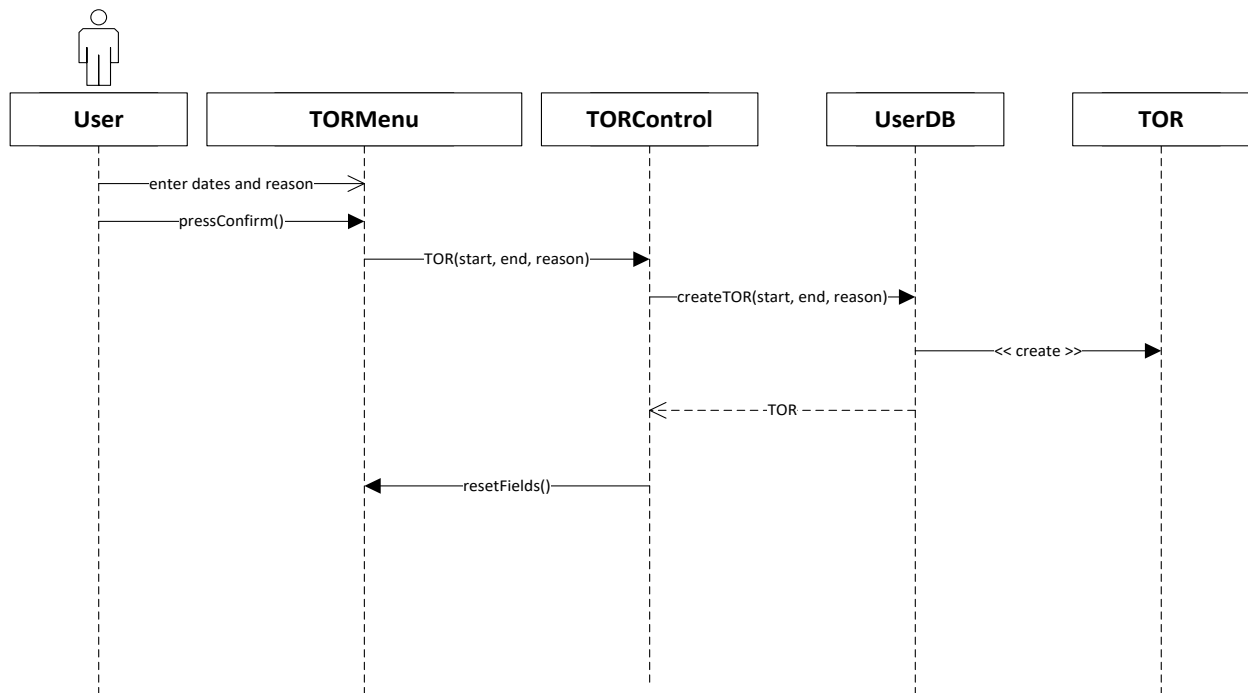 User
TORMenu
TORControl
UserDB
TOR
enter dates and reason
pressConfirm()
TOR(start, end, reason)
createTOR(start, end, reason)
<< create >>
TOR
resetFields()